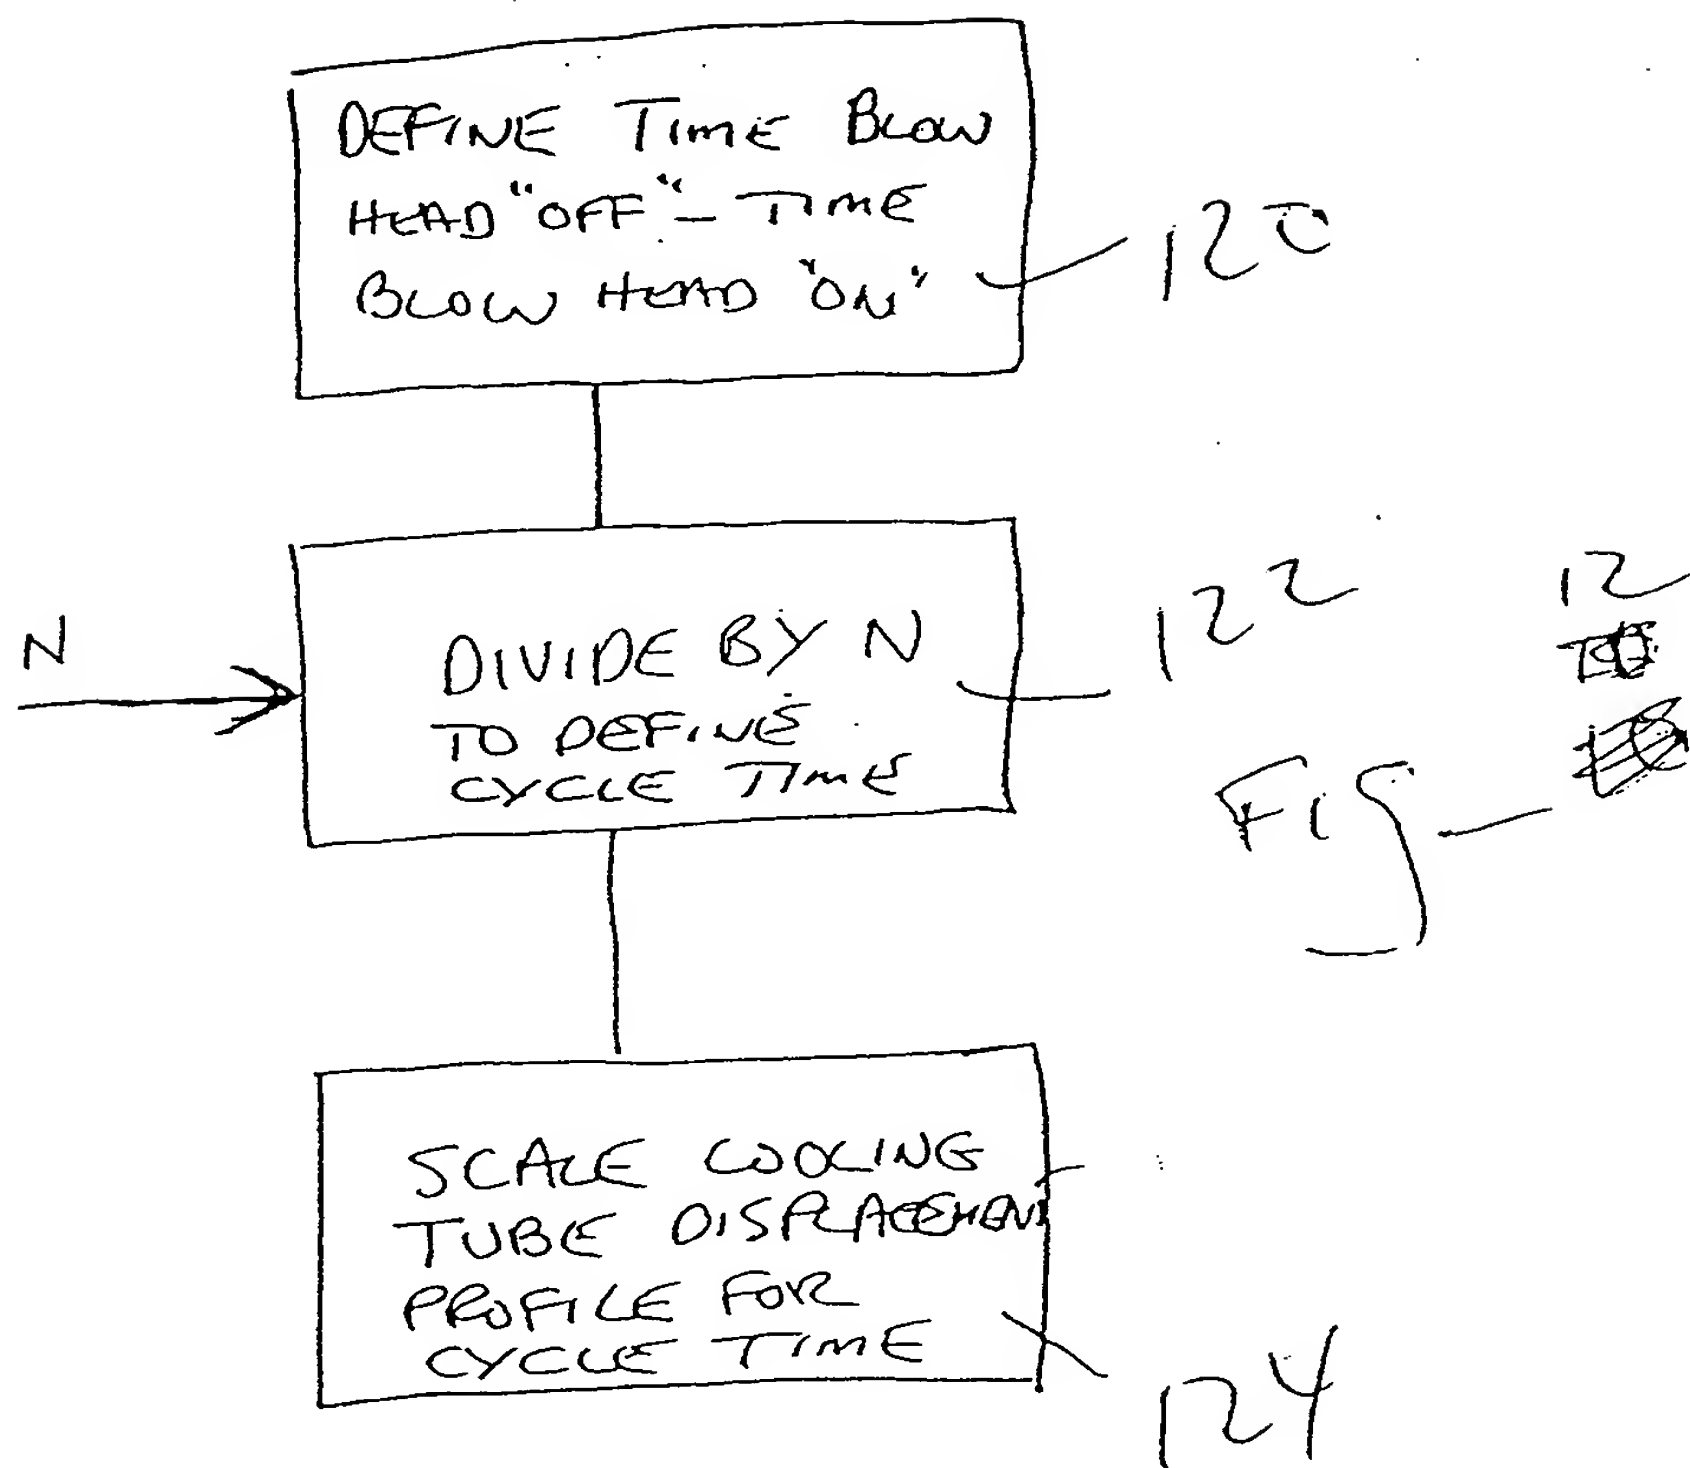 DEFINE TIME BLOW
HEAD "OFF" - TIME
BLOW HEAD "ON"
120
N
DIVIDE BY N
TO DEFINE
CYCLE TIME
122
12
Fig
SCALE COOLING
TUBE DISPLACEMENT
PROFILE FOR
CYCLE TIME
124